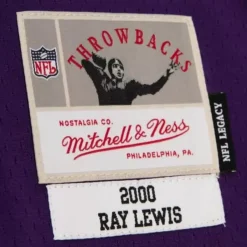 THROWBACKS
NFL
NOSTALGIA CO.
Mitchell & Ness
PHILADELPHIA, PA.
NFL LEGACY
2000
RAY LEWIS